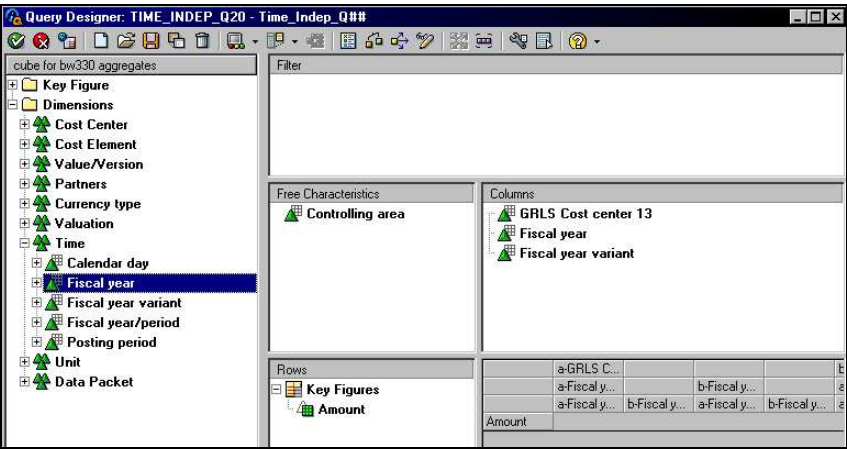 Query Designer: TIME_INDEP_Q20 - Time_Indep_Q##
cube for bw330 aggregates
Key Figure
Dimensions
Cost Center
Cost Element
Value/Version
Partners
Currency type
Valuation
Time
Calendar day
Fiscal year
Fiscal year variant
Fiscal year/period
Posting period
Unit
Data Packet
Filter
Free Characteristics
Controlling area
Columns
GRLS Cost center 13
Fiscal year
Fiscal year variant
Rows
Key Figures
Amount
a-GRLS C...
a-Fiscal y... b-Fiscal y...
a-Fiscal y... b-Fiscal y... a-Fiscal y... b-Fiscal y...
Amount